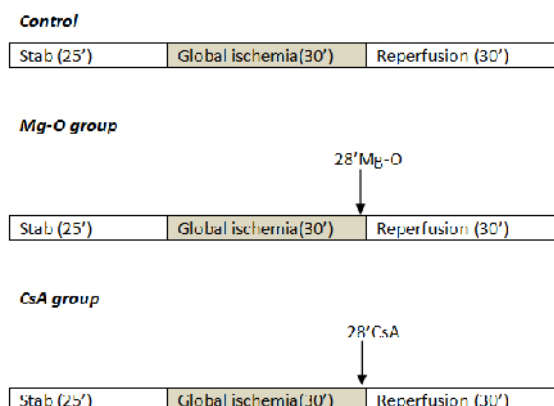 Control
Stab (25') Global ischemia(30') Reperfusion (30')
Mg-O group
28'Mg-O
Stab (25') Global ischemia(30') Reperfusion (30')
CsA group
28'CsA
Stab (25') Global ischemia(30') Reperfusion (30')